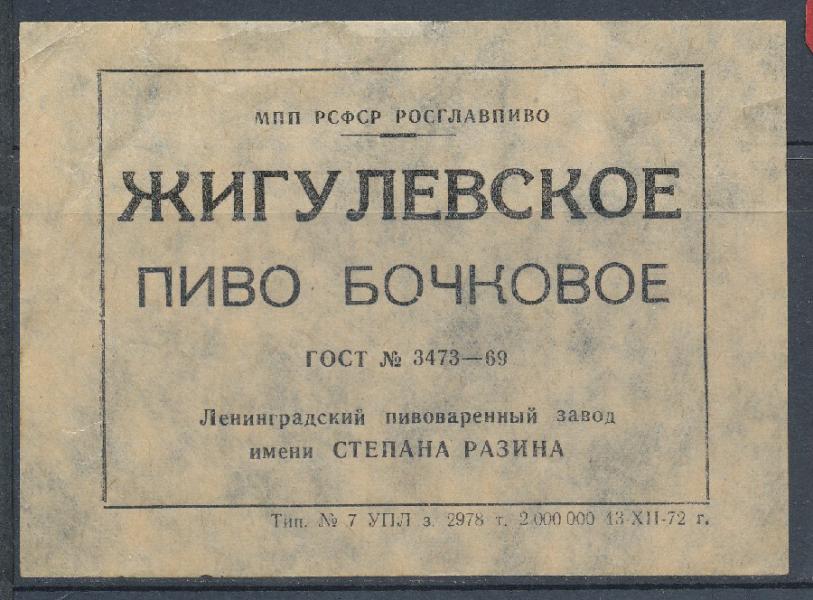 МПП РСФСР РОСГЛАВПИВО
ЖИГУЛЕВСКОЕ
ПИВО БОЧКОВОЕ
ГОСТ № 3473—69
Ленинградский пивоваренный завод
имени СТЕПАНА РАЗИНА
Тип. № 7 УПЛ з. 2978 т. 2.000 000 13-XII-72 г.